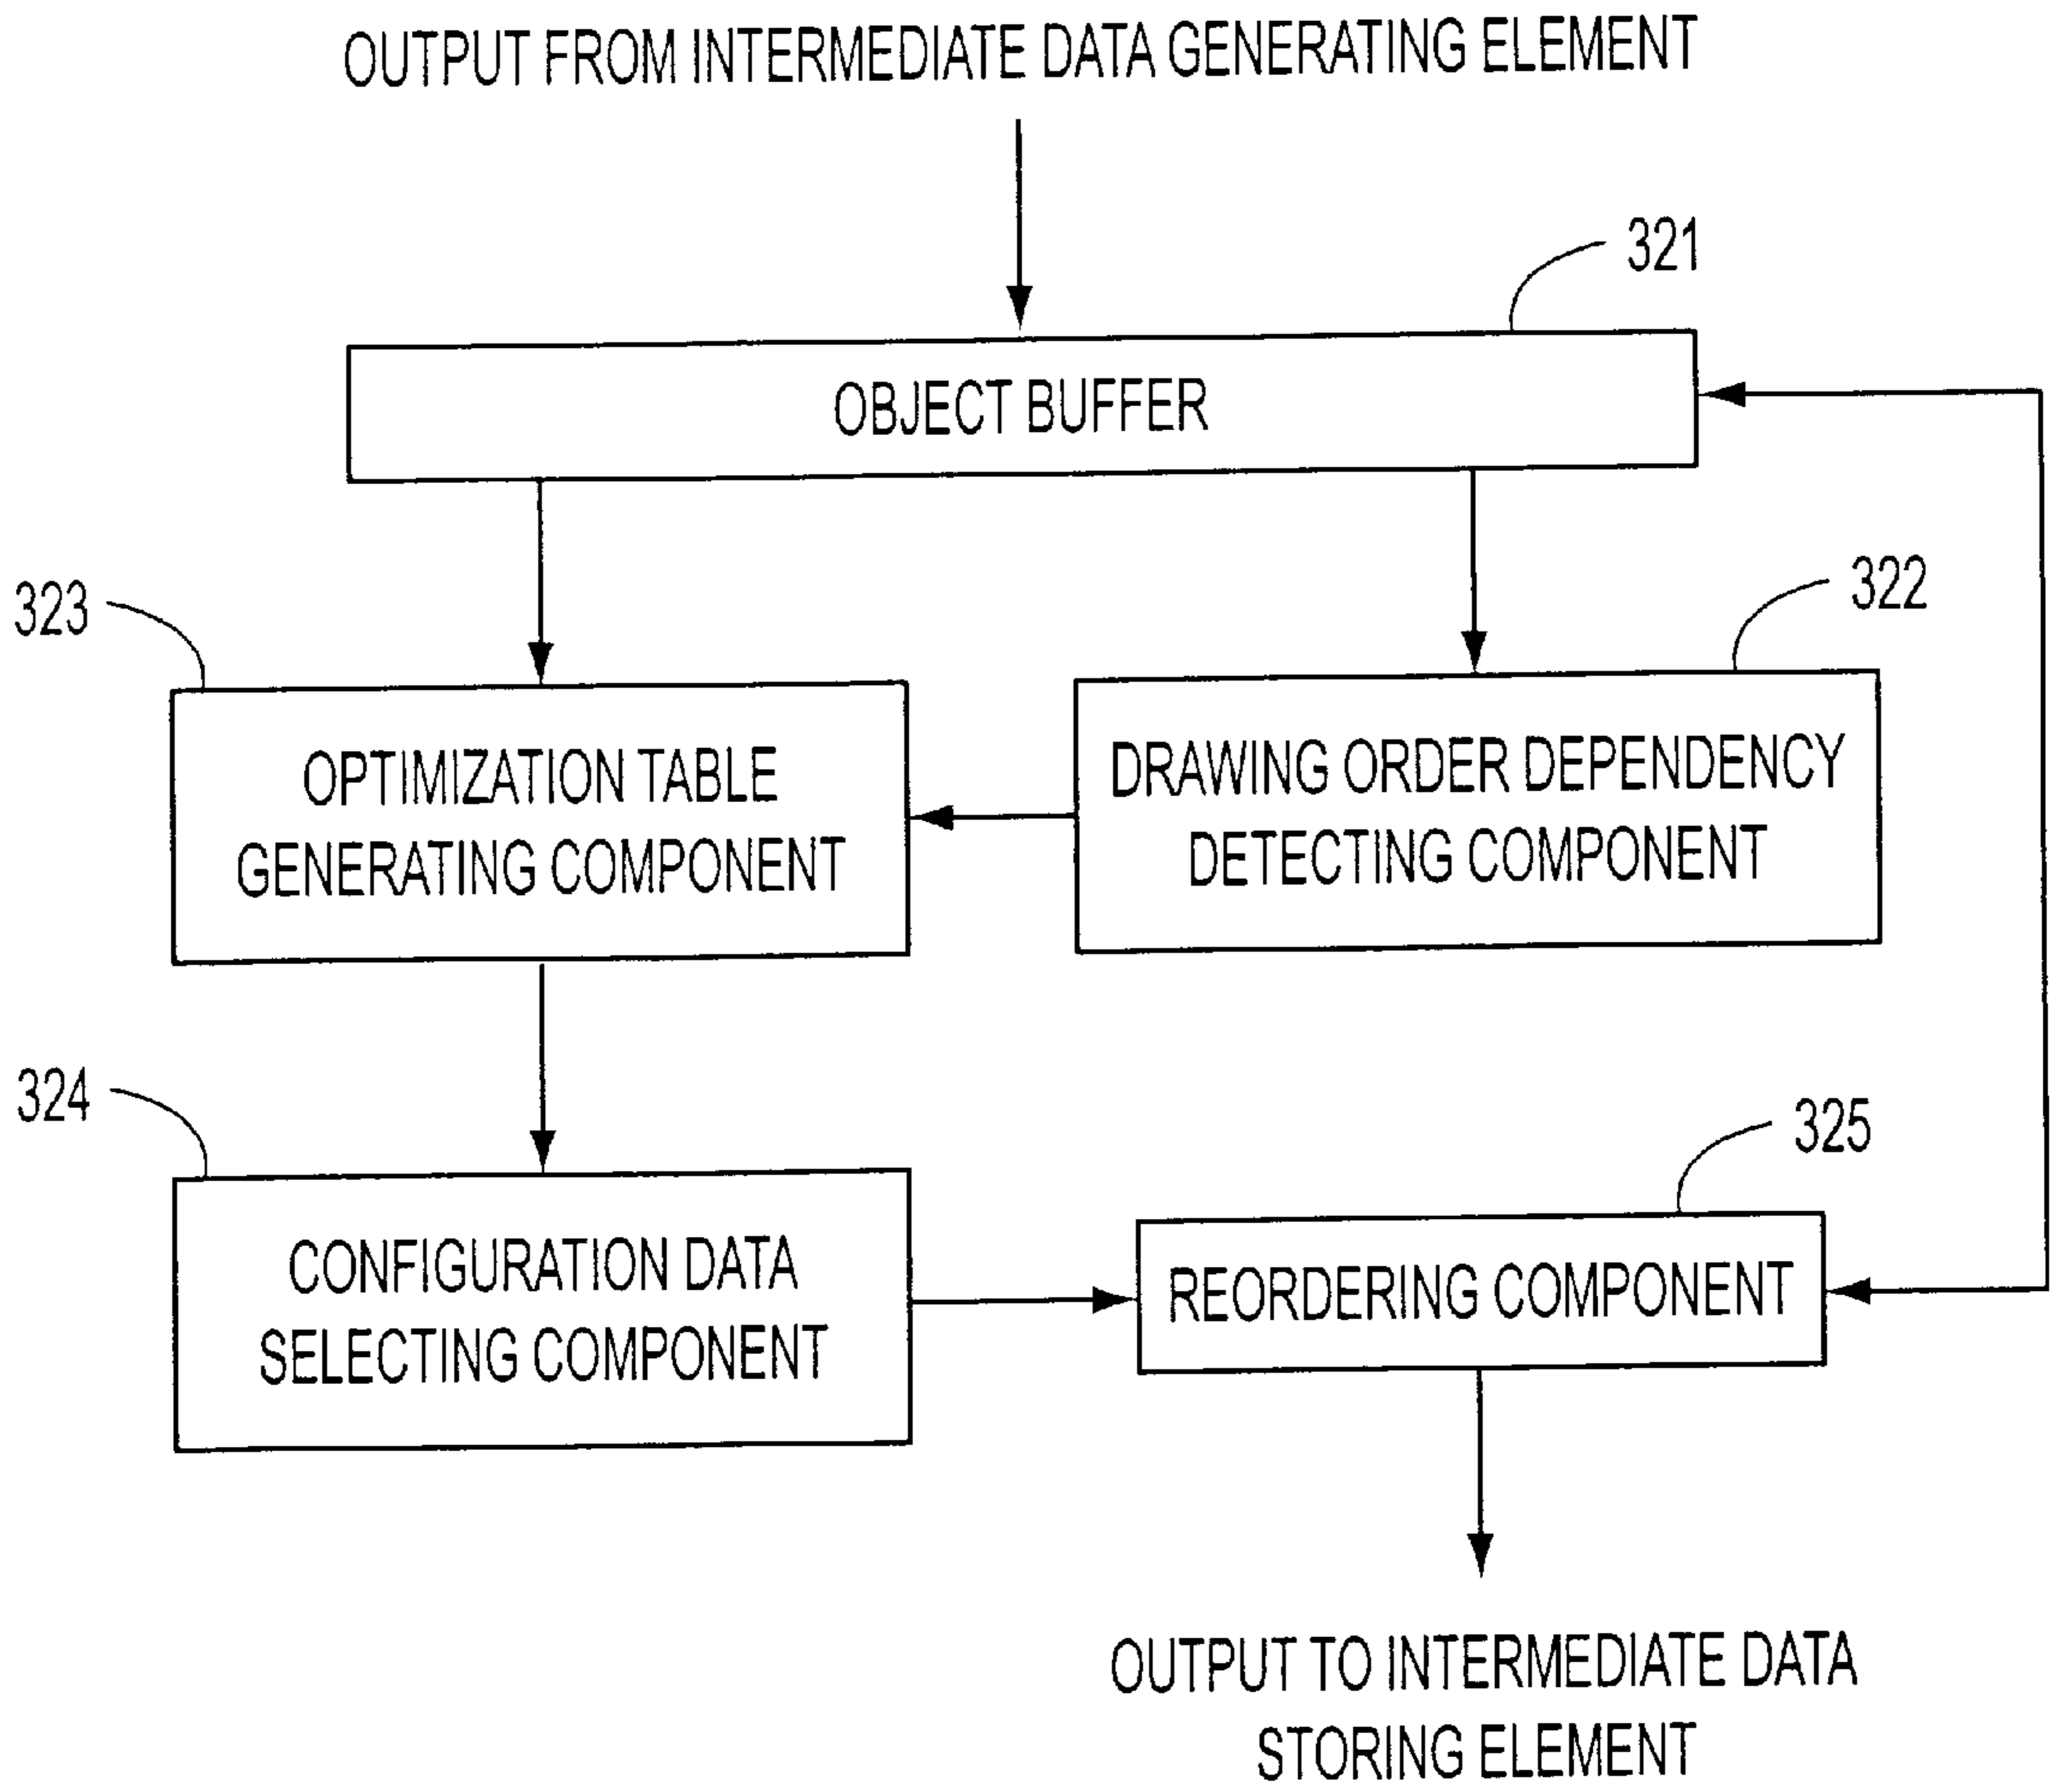 OUTPUT FROM INTERMEDIATE DATA GENERATING ELEMENT
321
OBJECT BUFFER
323
322
OPTIMIZATION TABLE
GENERATING COMPONENT
DRAWING ORDER DEPENDENCY
DETECTING COMPONENT
324
325
CONFIGURATION DATA
SELECTING COMPONENT
REORDERING COMPONENT
OUTPUT TO INTERMEDIATE DATA
STORING ELEMENT